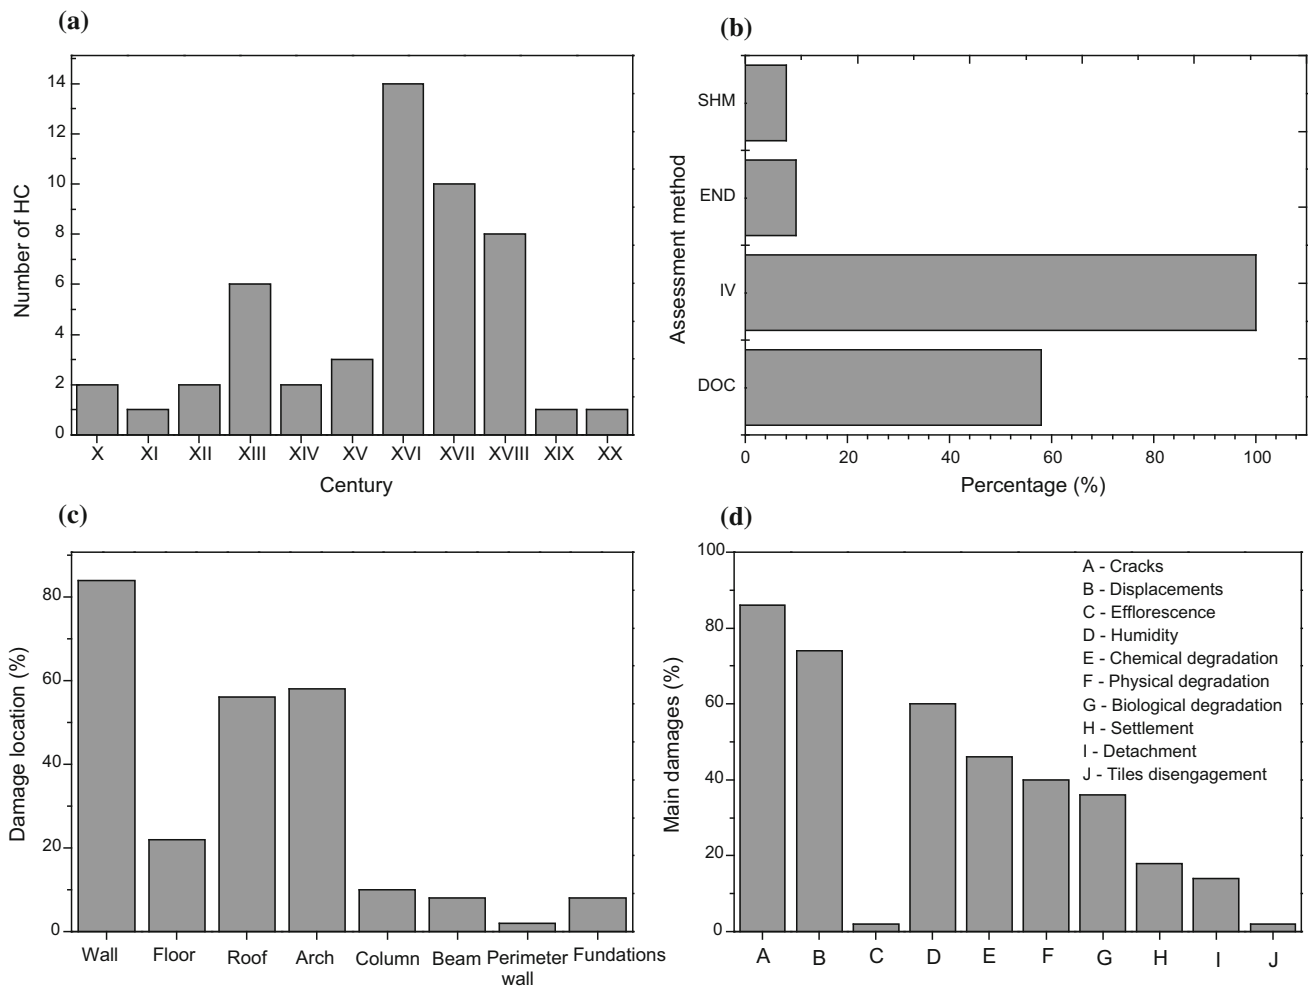 (a)
14
12
10
8
6
4
2
0
Number of HC
X XI XII XIII XIV XV XVI XVII XVIII XIX XX
Century
(b)
SHM
END
IV
DOC
Assessment method
0 20 40 60 80 100
Percentage (%)
(c)
80
60
40
20
0
Damage location (%)
Wall Floor Roof Arch Column Beam Perimeter Fundations
wall
(d)
100
80
60
40
20
0
Main damages (%)
A - Cracks
B - Displacements
C - Efflorescence
D - Humidity
E - Chemical degradation
F - Physical degradation
G - Biological degradation
H - Settlement
I - Detachment
J - Tiles disengagement
A B C D E F G H I J